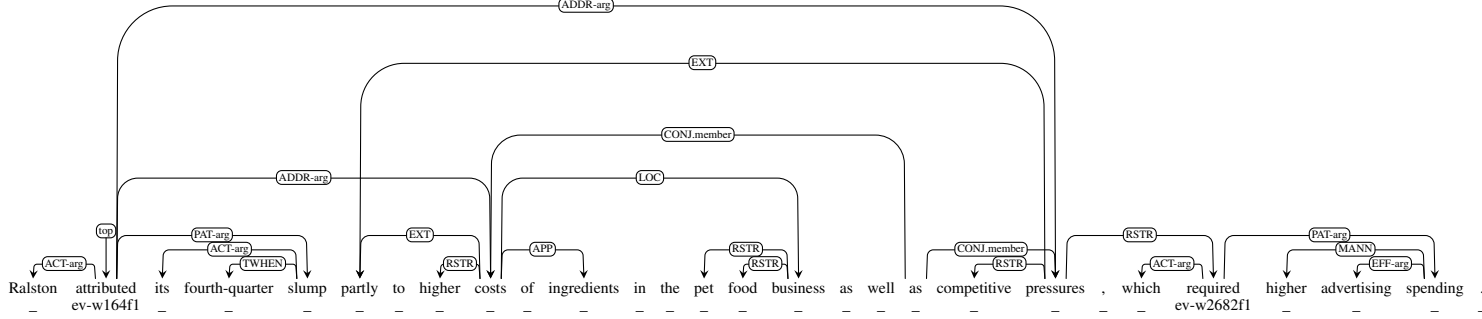 ADDR-arg
EXT
CONJ.member
ADDR-arg LOC
top PAT-arg EXT RSTR PAT-arg
ACT-arg APP RSTR CONJ.member MANN
ACT-arg TWHEN RSTR RSTR RSTR ACT-arg EFF-arg
Ralston attributed its fourth-quarter slump partly to higher costs of ingredients in the pet food business as well as competitive pressures , which required higher advertising spending .
_ ev-w164f1 _ _ _ _ _ _ _ _ _ _ _ _ _ _ _ _ _ _ _ _ _ ev-w2682f1 _ _ _ _